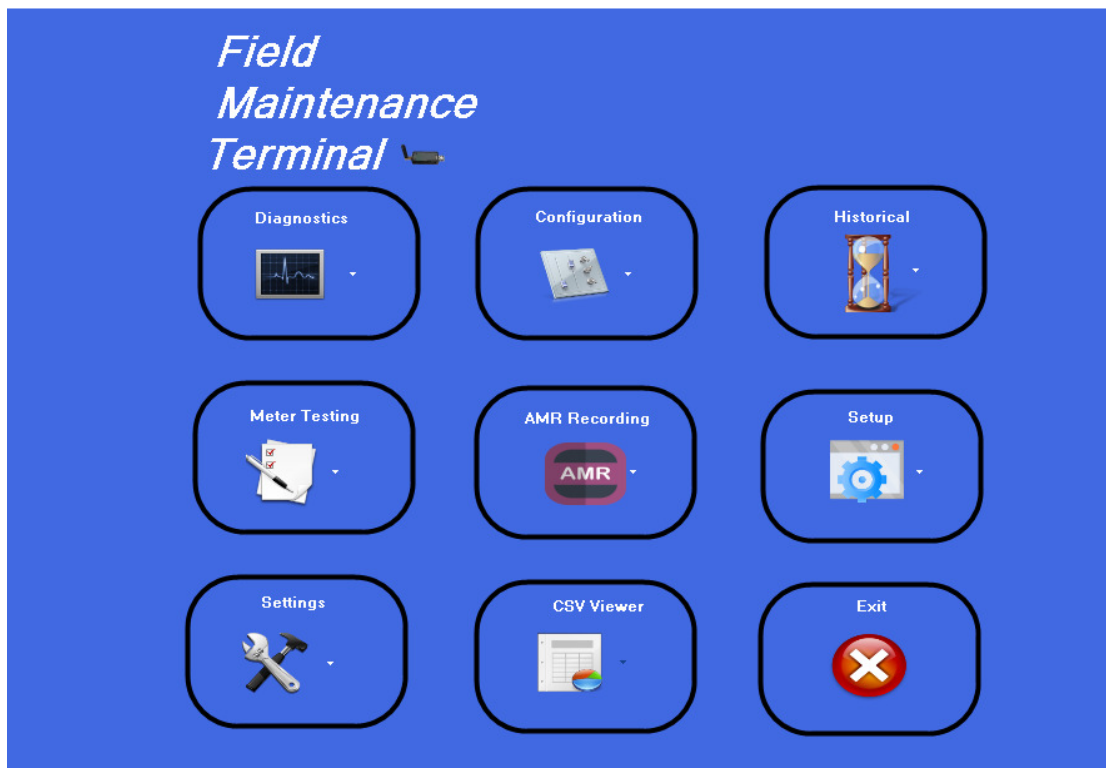 Field
Maintenance
Terminal
Diagnostics
Configuration
Historical
Meter Testing
AMR Recording
AMR
Setup
Settings
CSV Viewer
Exit